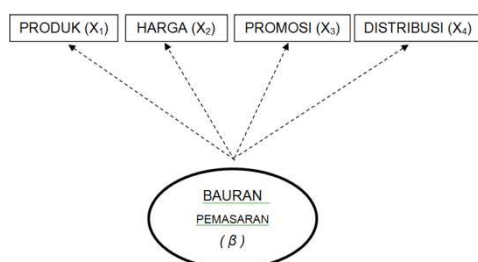 PRODUK (X₁) HARGA (X₂) PROMOSI (X₃) DISTRIBUSI (X₄)
BAURAN
PEMASARAN
( β )